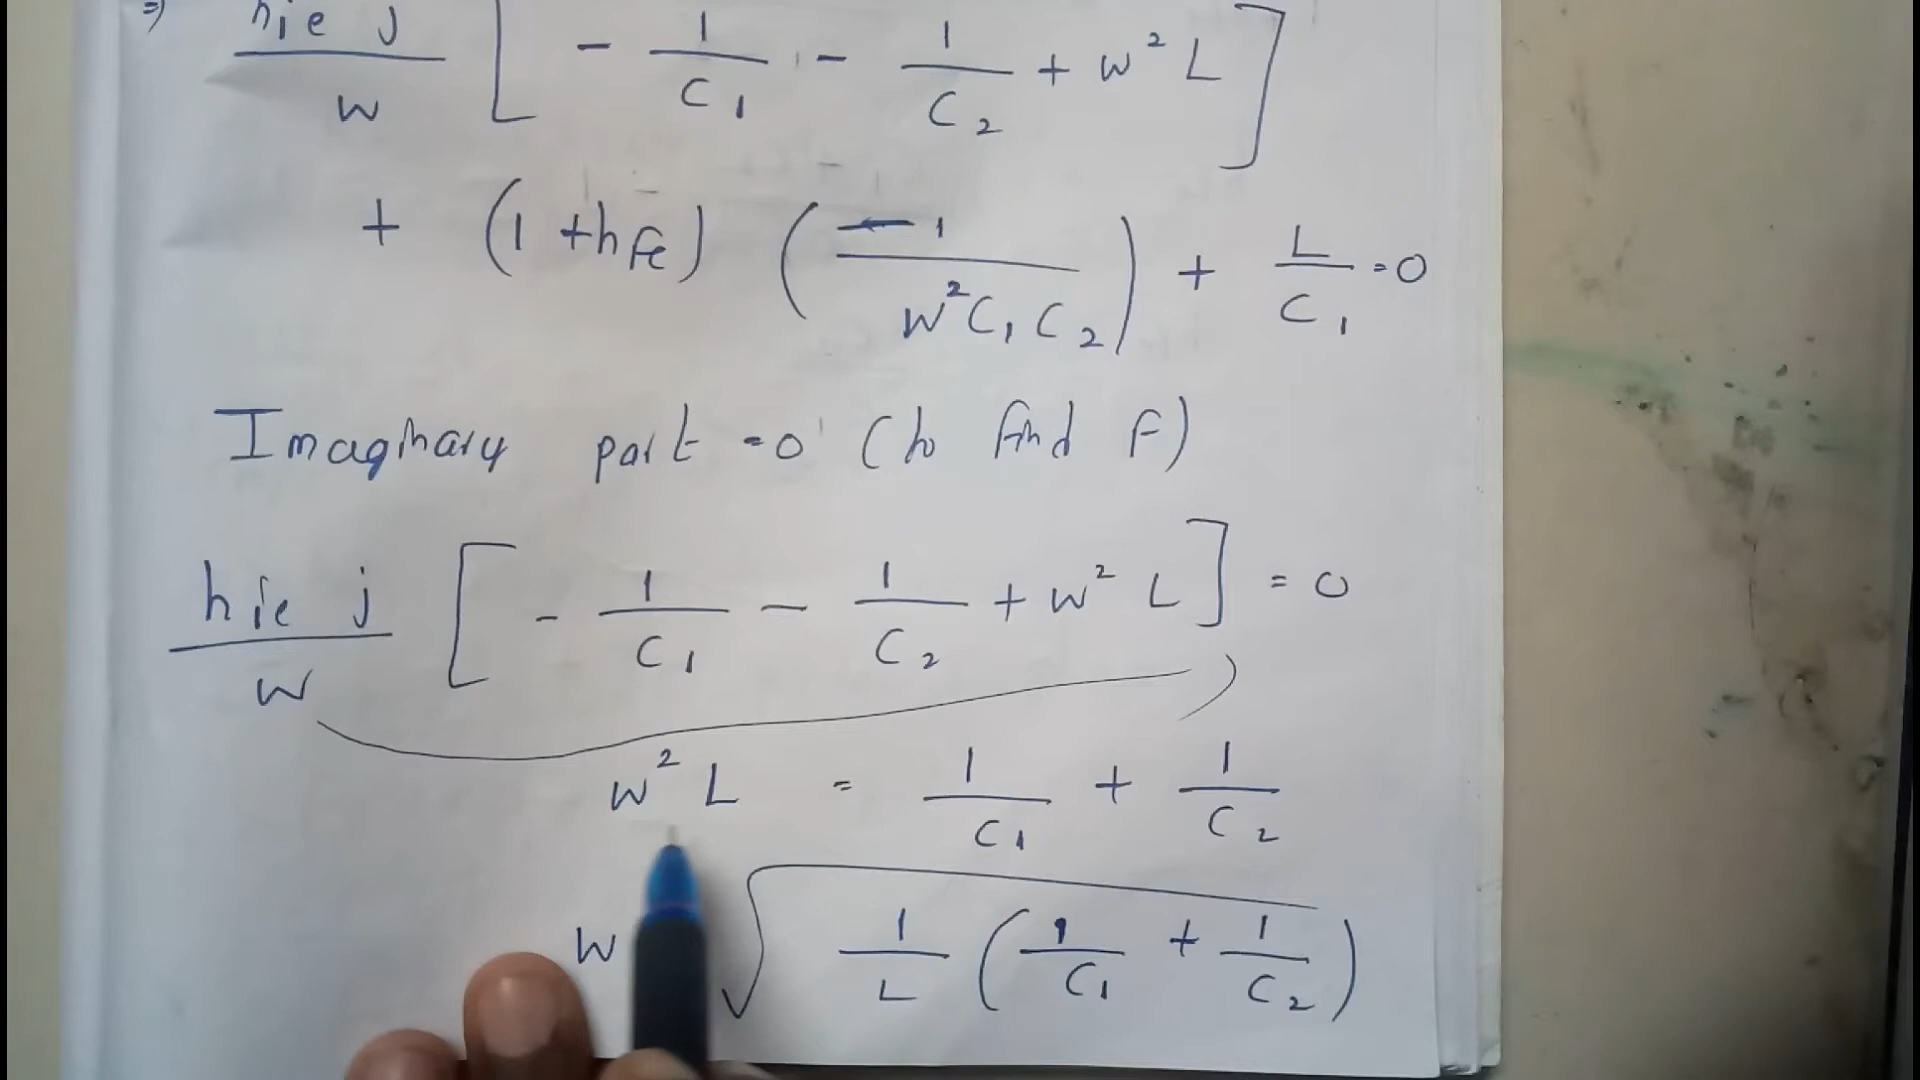 ⇒ hie j / w [ - 1/C1 - 1/C2 + w² L ]
+ (1 + hfe) ( -1 / w² C1 C2 ) + L/C1 = 0
Imaginary part = 0 (to find F)
hie j / w [ - 1/C1 - 1/C2 + w² L ] = 0
w² L = 1/C1 + 1/C2
w √ 1/L ( 1/C1 + 1/C2 )